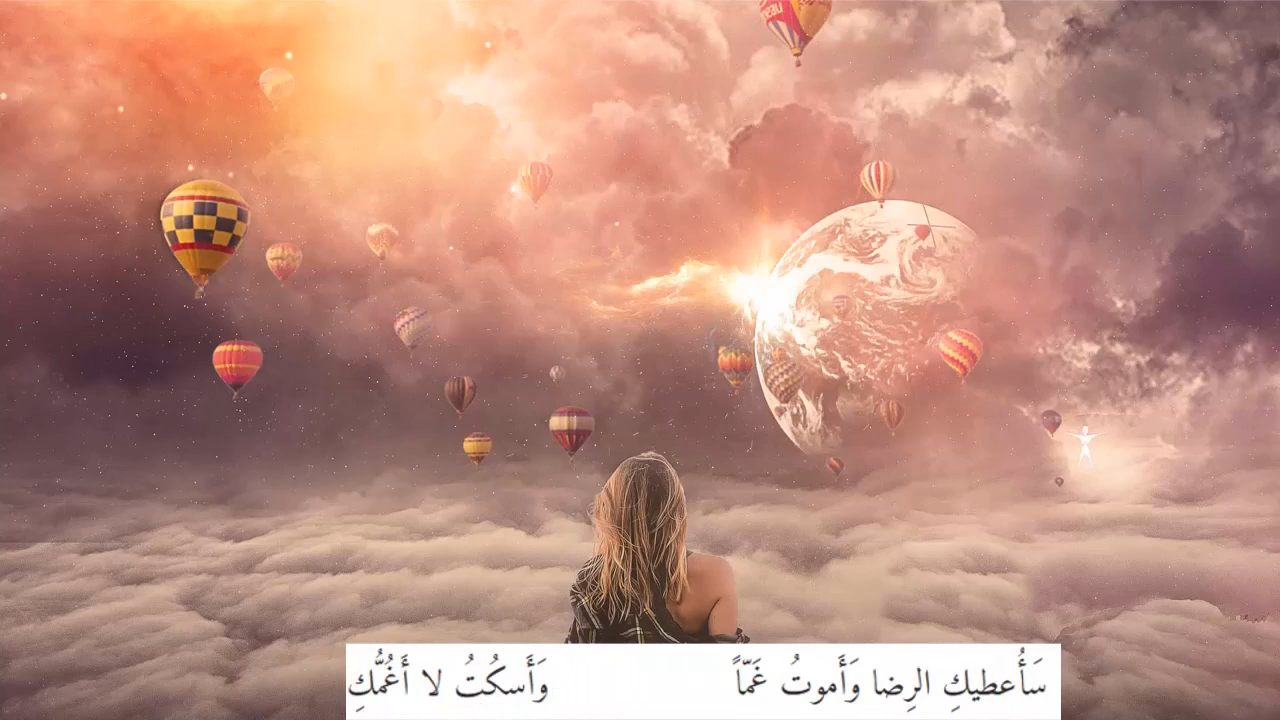 سَأُعطيكِ الرِضا وَأَموتُ غَمّاً وَأَسكُتُ لا أَغُمُّكِ